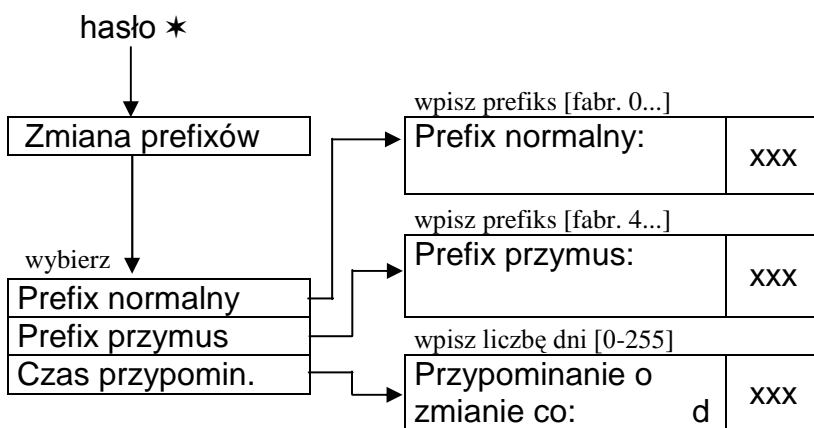 hasło ✶
Zmiana prefixów
wybierz
Prefix normalny
Prefix przymus
Czas przypomin.
wpisz prefiks [fabr. 0...]
Prefix normalny:
xxx
wpisz prefiks [fabr. 4...]
Prefix przymus:
xxx
wpisz liczbę dni [0-255]
Przypominanie o
zmianie co: d
xxx